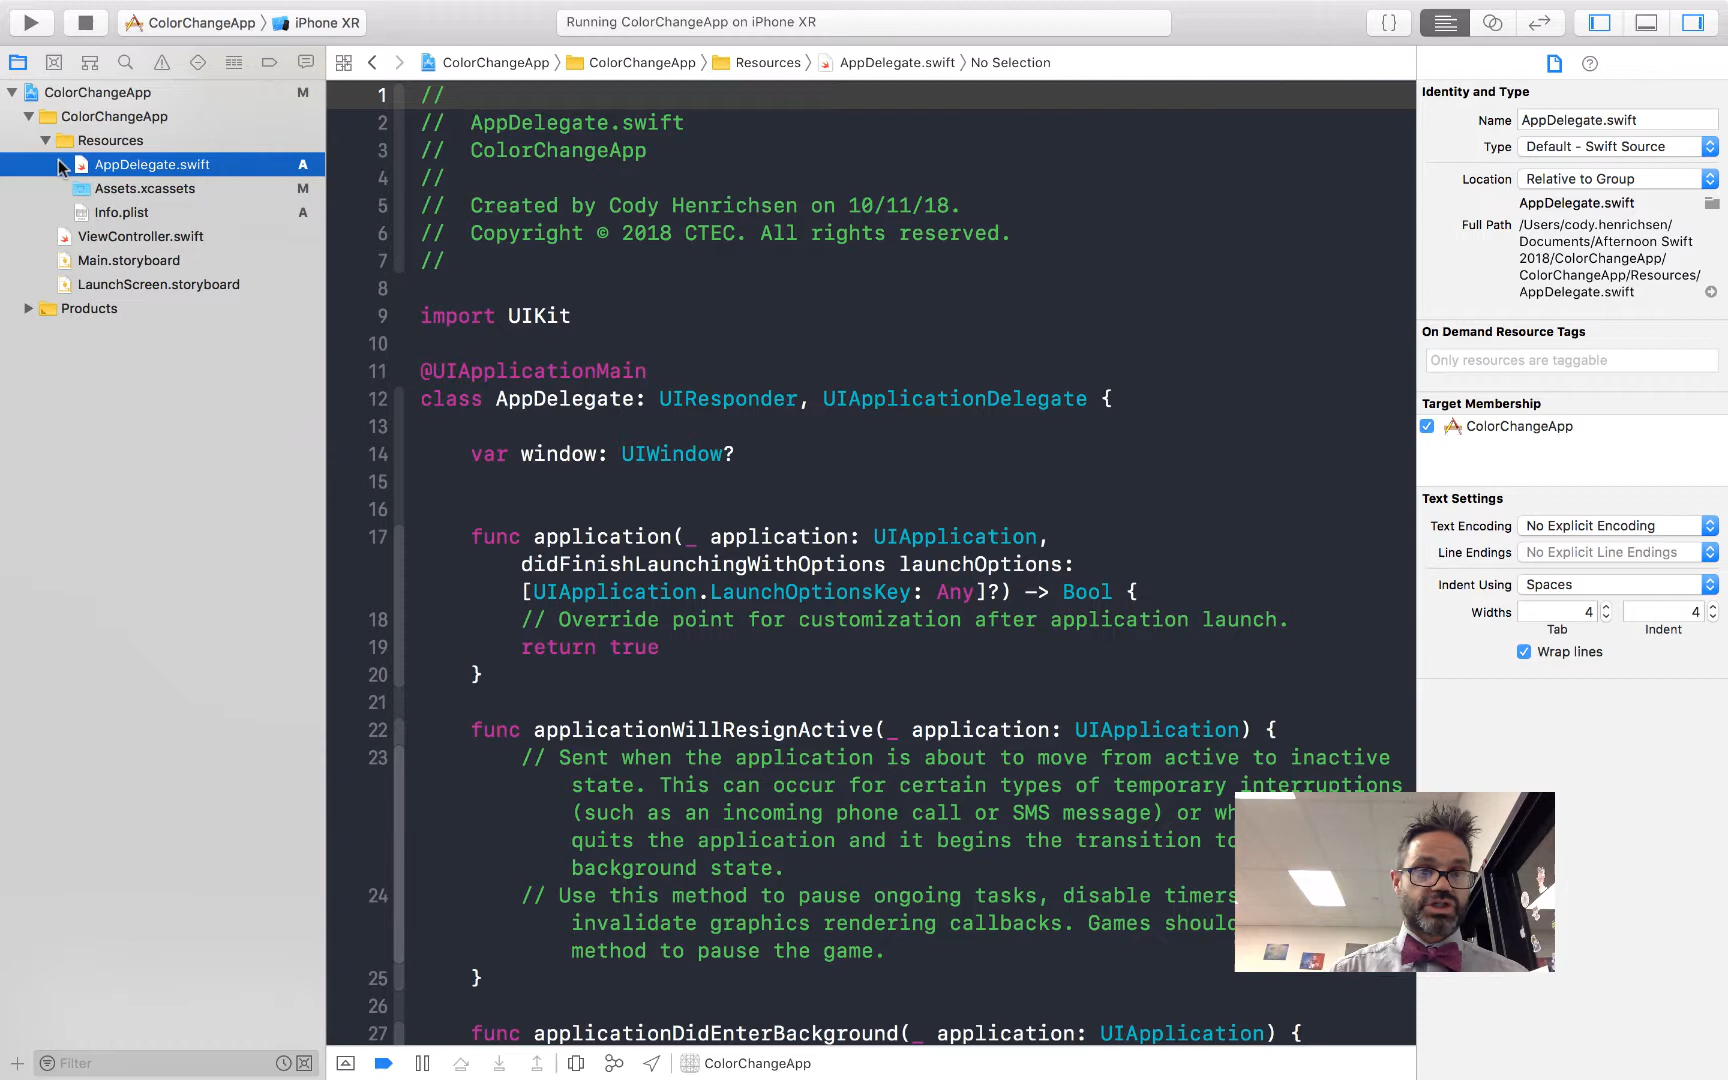 ColorChangeApp 〉 iPhone XR
Running ColorChangeApp on iPhone XR
{ }
ColorChangeApp 〉 ColorChangeApp 〉 Resources 〉 AppDelegate.swift 〉 No Selection
ColorChangeApp M
ColorChangeApp
Resources
AppDelegate.swift A
Assets.xcassets M
Info.plist A
ViewController.swift
Main.storyboard
LaunchScreen.storyboard
Products
Filter
1 //
2 //  AppDelegate.swift
3 //  ColorChangeApp
4 //
5 //  Created by Cody Henrichsen on 10/11/18.
6 //  Copyright © 2018 CTEC. All rights reserved.
7 //
8
9 import UIKit
10
11 @UIApplicationMain
12 class AppDelegate: UIResponder, UIApplicationDelegate {
13
14     var window: UIWindow?
15
16
17     func application(_ application: UIApplication,
didFinishLaunchingWithOptions launchOptions:
[UIApplication.LaunchOptionsKey: Any]?) -> Bool {
18         // Override point for customization after application launch.
19         return true
20     }
21
22     func applicationWillResignActive(_ application: UIApplication) {
23         // Sent when the application is about to move from active to inactive
state. This can occur for certain types of temporary interruptions
(such as an incoming phone call or SMS message) or
quits the application and it begins the transition
background state.
24         // Use this method to pause ongoing tasks, disable timers
invalidate graphics rendering callbacks. Games
method to pause the game.
25     }
26
27     func applicationDidEnterBackground(_ application: UIApplication) {
ColorChangeApp
Identity and Type
Name AppDelegate.swift
Type Default - Swift Source
Location Relative to Group
AppDelegate.swift
Full Path /Users/cody.henrichsen/
Documents/Afternoon Swift
2018/ColorChangeApp/
ColorChangeApp/Resources/
AppDelegate.swift
On Demand Resource Tags
Only resources are taggable
Target Membership
ColorChangeApp
Text Settings
Text Encoding No Explicit Encoding
Line Endings No Explicit Line Endings
Indent Using Spaces
Widths 4 4
Tab Indent
Wrap lines